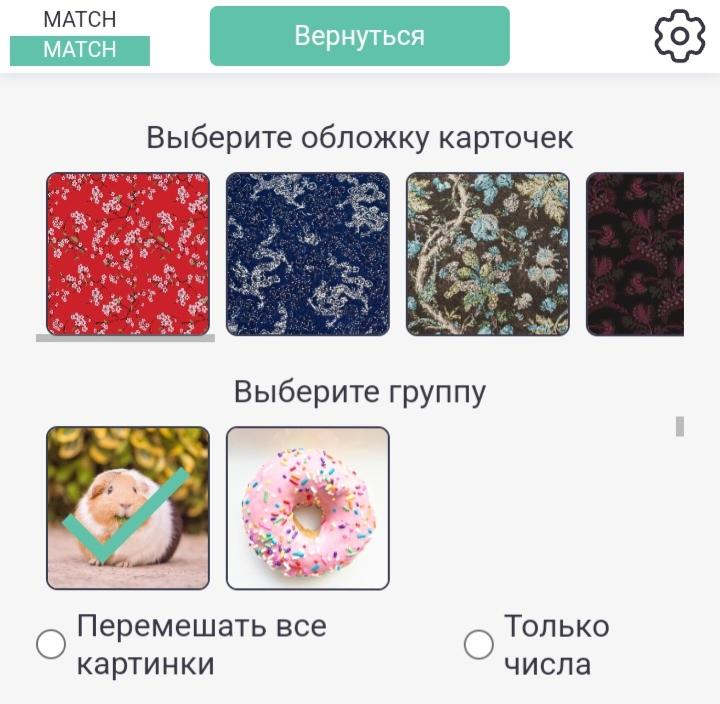 MATCH
MATCH
Вернуться
Выберите обложку карточек
Выберите группу
Перемешать все
картинки
Только
числа